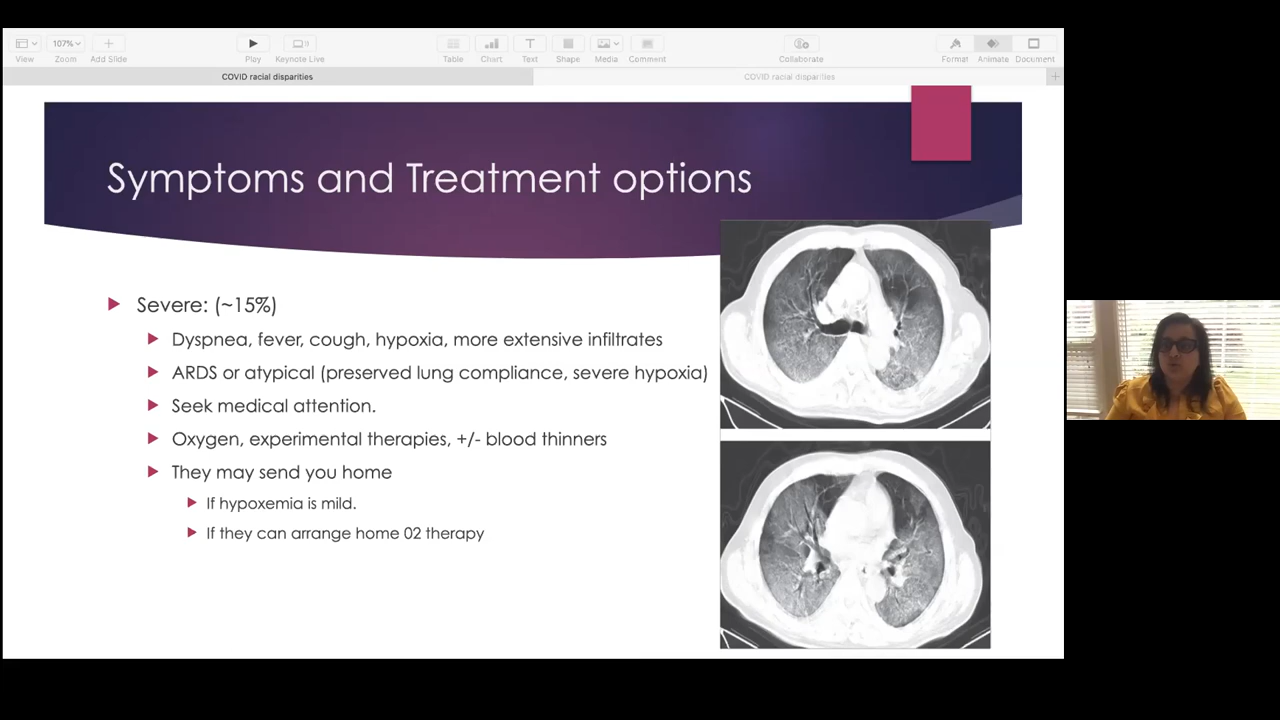 107%
View
Zoom
Add Slide
Play
Keynote Live
Table
Chart
Text
Shape
Media
Comment
Collaborate
Format
Animate
Document
COVID racial disparities
COVID racial disparities
Symptoms and Treatment options
Severe: (~15%)
Dyspnea, fever, cough, hypoxia, more extensive infiltrates
ARDS or atypical (preserved lung compliance, severe hypoxia)
Seek medical attention.
Oxygen, experimental therapies, +/- blood thinners
They may send you home
If hypoxemia is mild.
If they can arrange home 02 therapy